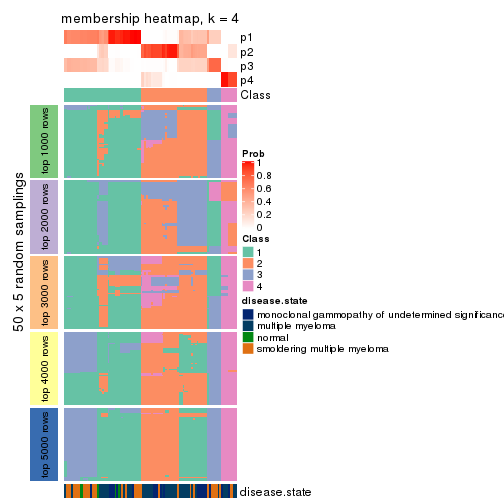 membership heatmap, k = 4
p1
p2
p3
p4
Class
50 x 5 random samplings
top 1000 rows
top 2000 rows
top 3000 rows
top 4000 rows
top 5000 rows
Prob
1
0.8
0.6
0.4
0.2
0
Class
1
2
3
4
disease.state
monoclonal gammopathy of undetermined significance
multiple myeloma
normal
smoldering multiple myeloma
disease.state